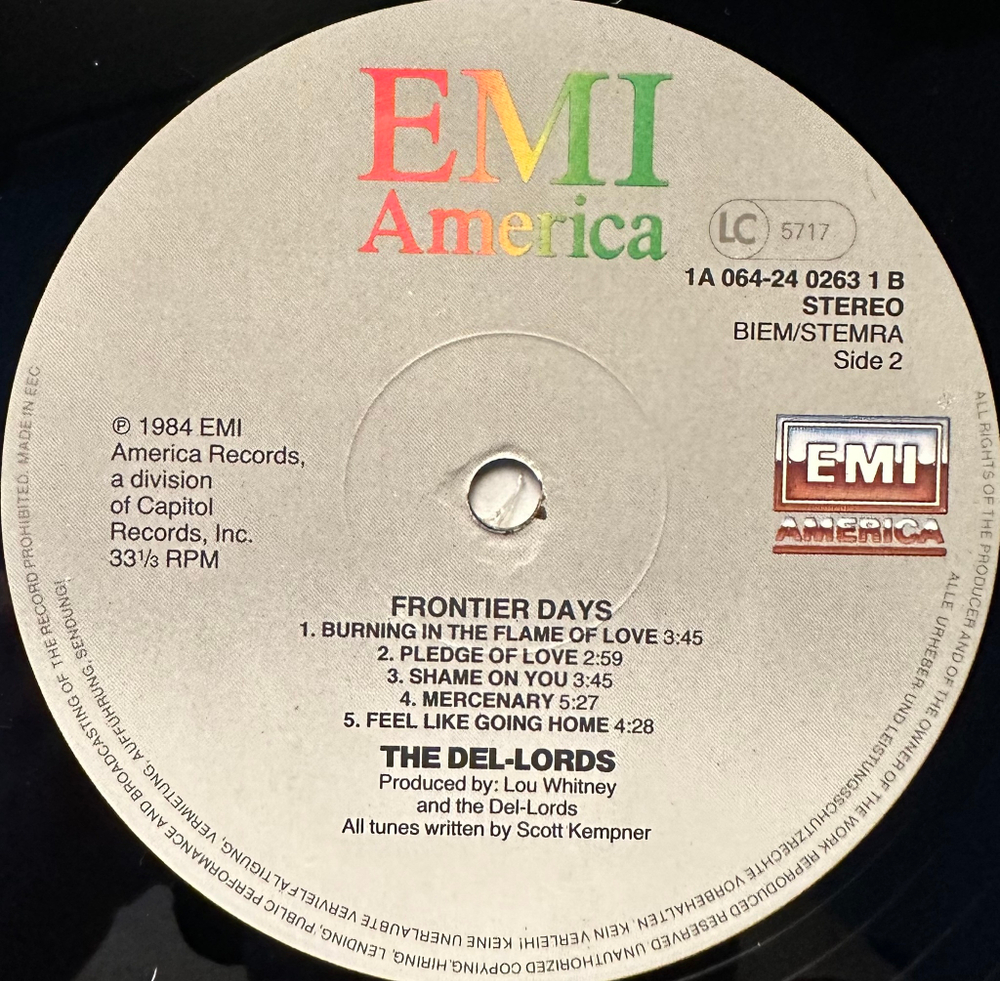 EMI
America
LC 5717
1A 064-24 0263 1 B
STEREO
BIEM/STEMRA
Side 2
℗ 1984 EMI
America Records,
a division
of Capitol
Records, Inc.
33 1/3 RPM
EMI
AMERICA
FRONTIER DAYS
1. BURNING IN THE FLAME OF LOVE 3:45
2. PLEDGE OF LOVE 2:59
3. SHAME ON YOU 3:45
4. MERCENARY 5:27
5. FEEL LIKE GOING HOME 4:28
THE DEL-LORDS
Produced by: Lou Whitney
and the Del-Lords
All tunes written by Scott Kempner
ALL RIGHTS OF THE PRODUCER AND OF THE OWNER OF THE WORK REPRODUCED RESERVED. UNAUTHORIZED COPYING, HIRING, LENDING, PUBLIC PERFORMANCE AND BROADCASTING OF THE RECORD PROHIBITED. MADE IN EEC
ALLE URHEBER- UND LEISTUNGSSCHUTZRECHTE VORBEHALTEN. KEIN VERLEIH! KEINE UNERLAUBTE VERVIELFÄLTIGUNG, VERMIETUNG, AUFFÜHRUNG, SENDUNG!